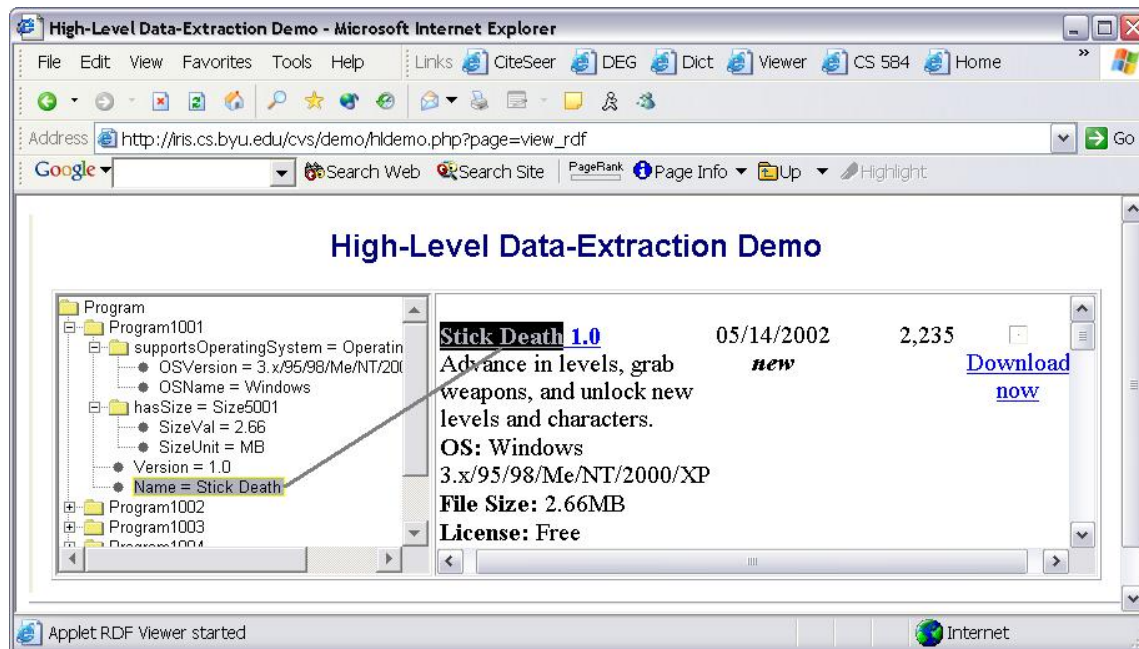 High-Level Data-Extraction Demo - Microsoft Internet Explorer
File Edit View Favorites Tools Help Links CiteSeer DEG Dict Viewer CS 584 Home »
Address http://iris.cs.byu.edu/cvs/demo/hldemo.php?page=view_rdf Go
Google Search Web Search Site PageRank Page Info Up Highlight
High-Level Data-Extraction Demo
Program
Program1001
supportsOperatingSystem = Operatin
OSVersion = 3.x/95/98/Me/NT/200
OSName = Windows
hasSize = Size5001
SizeVal = 2.66
SizeUnit = MB
Version = 1.0
Name = Stick Death
Program1002
Program1003
Program1004
Stick Death 1.0 05/14/2002 2,235
Advance in levels, grab new Download
weapons, and unlock new now
levels and characters.
OS: Windows
3.x/95/98/Me/NT/2000/XP
File Size: 2.66MB
License: Free
Applet RDF Viewer started Internet